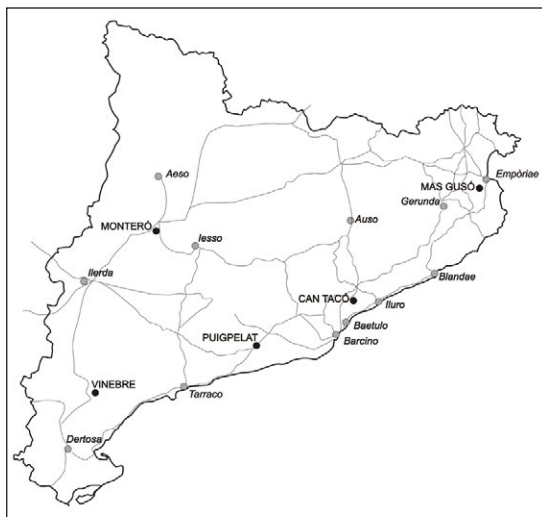 Aeso
Empòriae
MAS GUSÓ
Gerunda
Auso
MONTERÓ
Iesso
Ilerda
Blandae
CAN TACÓ
Iluro
Baetulo
Barcino
PUIGPELAT
VINEBRE
Tarraco
Dertosa